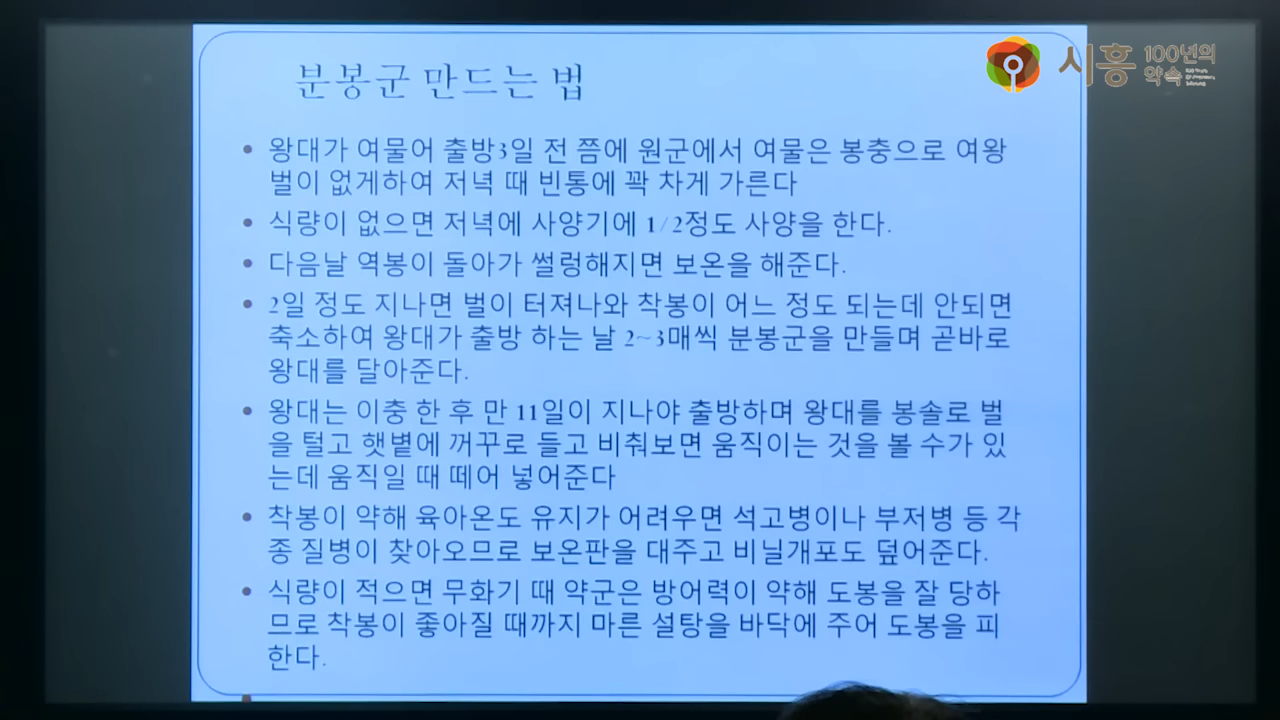 분봉군 만드는 법
시흥 100년의 약속
• 왕대가 여물어 출방3일 전 쯤에 원군에서 여물은 봉충으로 여왕
벌이 없게하여 저녁 때 빈통에 꽉 차게 가른다
• 식량이 없으면 저녁에 사양기에 1/2정도 사양을 한다.
• 다음날 역봉이 돌아가 썰렁해지면 보온을 해준다.
• 2일 정도 지나면 벌이 터져나와 착봉이 어느 정도 되는데 안되면
축소하여 왕대가 출방 하는 날 2~3매씩 분봉군을 만들며 곧바로
왕대를 달아준다.
• 왕대는 이충 한 후 만 11일이 지나야 출방하며 왕대를 봉솔로 벌
을 털고 햇볕에 꺼꾸로 들고 비춰보면 움직이는 것을 볼 수가 있
는데 움직일 때 떼어 넣어준다
• 착봉이 약해 육아온도 유지가 어려우면 석고병이나 부저병 등 각
종 질병이 찾아오므로 보온판을 대주고 비닐개포도 덮어준다.
• 식량이 적으면 무화기 때 약군은 방어력이 약해 도봉을 잘 당하
므로 착봉이 좋아질 때까지 마른 설탕을 바닥에 주어 도봉을 피
한다.